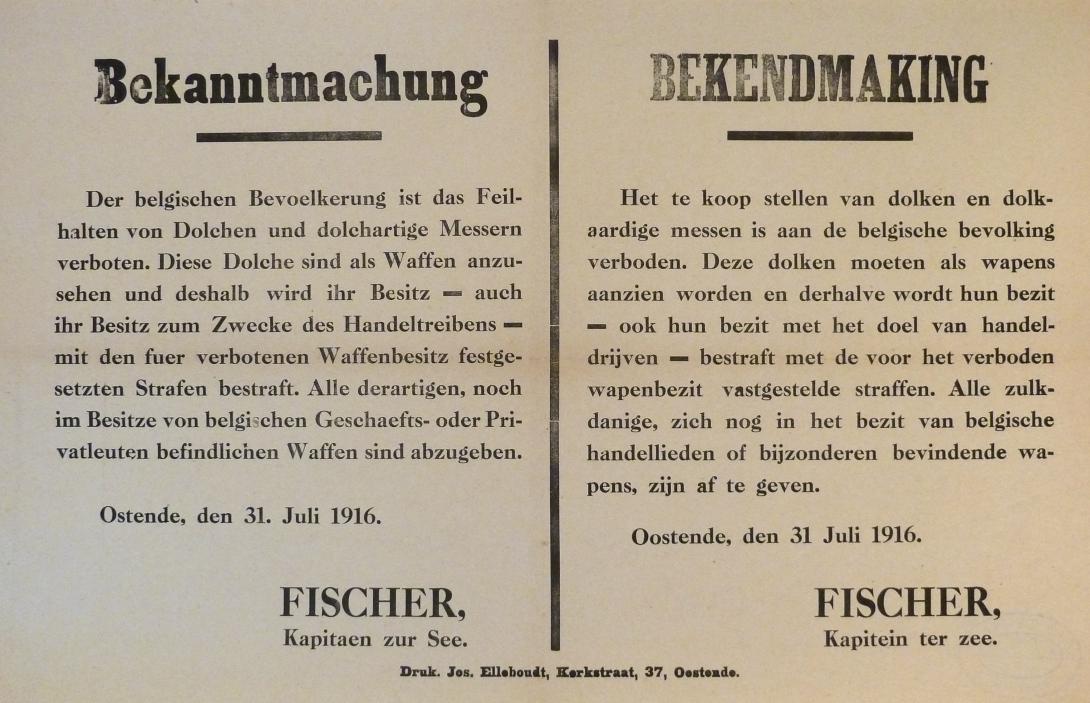 Bekanntmachung
Der belgischen Bevoelkerung ist das Feil-
halten von Dolchen und dolchartige Messern
verboten. Diese Dolche sind als Waffen anzu-
sehen und deshalb wird ihr Besitz — auch
ihr Besitz zum Zwecke des Handeltreibens —
mit den fuer verbotenen Waffenbesitz festge-
setzten Strafen bestraft. Alle derartigen, noch
im Besitze von belgischen Geschaefts- oder Pri-
vatleuten befindlichen Waffen sind abzugeben.
Ostende, den 31. Juli 1916.
FISCHER,
Kapitaen zur See.
BEKENDMAKING
Het te koop stellen van dolken en dolk-
aardige messen is aan de belgische bevolking
verboden. Deze dolken moeten als wapens
aanzien worden en derhalve wordt hun bezit
— ook hun bezit met het doel van handel-
drijven — bestraft met de voor het verboden
wapenbezit vastgestelde straffen. Alle zulk-
danige, zich nog in het bezit van belgische
handellieden of bijzonderen bevindende wa-
pens, zijn af te geven.
Oostende, den 31 Juli 1916.
FISCHER,
Kapitein ter zee.
Druk. Jos. Elleboudt, Kerkstraat, 37, Oostende.